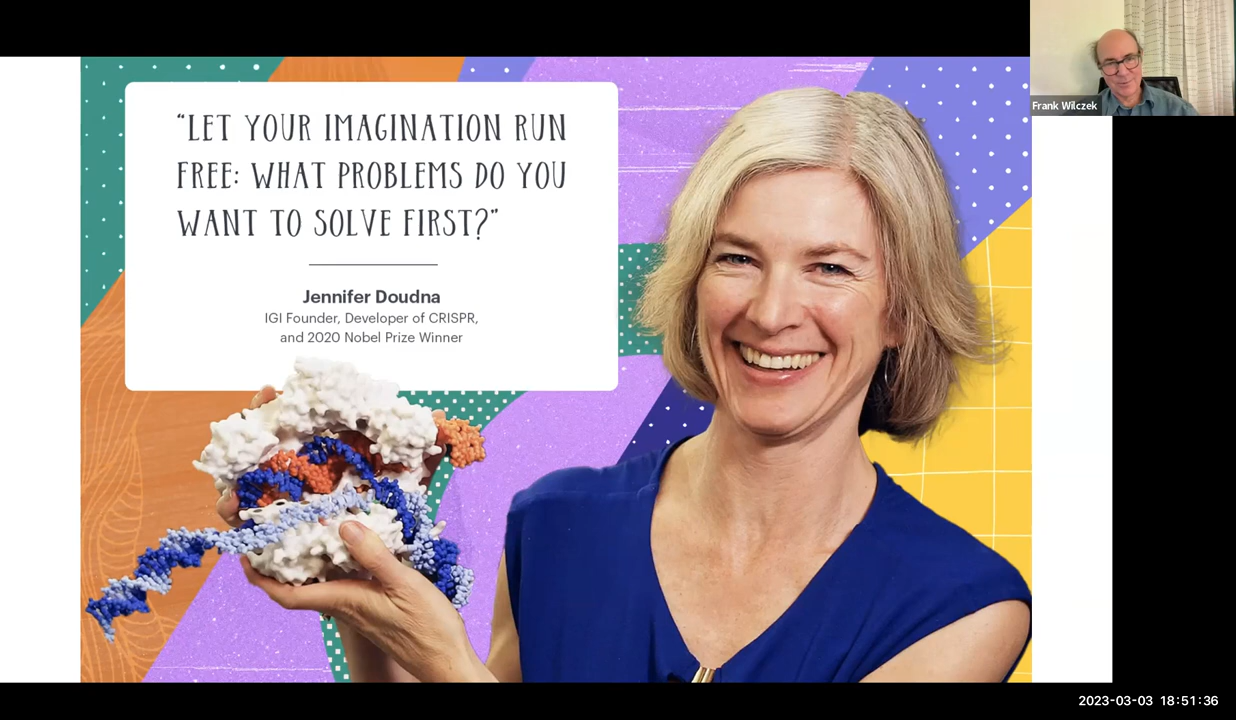 “LET YOUR IMAGINATION RUN
FREE: WHAT PROBLEMS DO YOU
WANT TO SOLVE FIRST?”
Jennifer Doudna
IGI Founder, Developer of CRISPR,
and 2020 Nobel Prize Winner
Frank Wilczek
2023-03-03 18:51:36